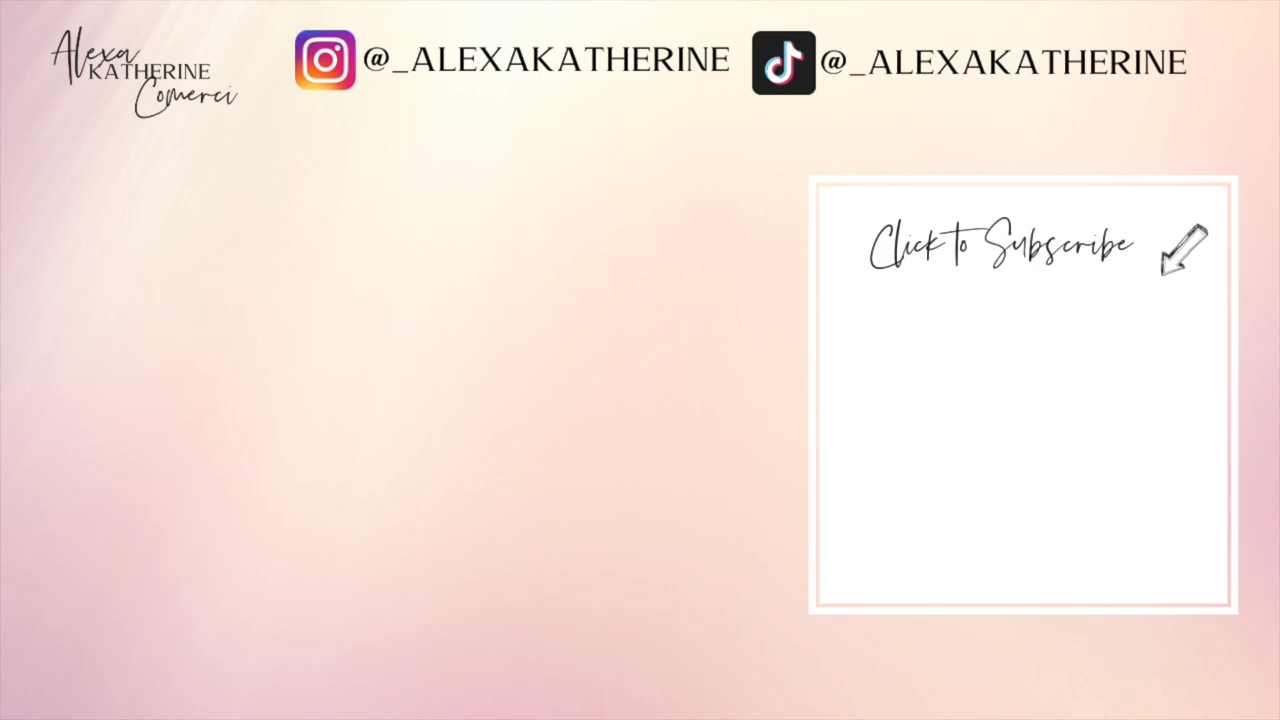 Alexa
KATHERINE
Comerci
@_ALEXAKATHERINE
@_ALEXAKATHERINE
Click to Subscribe